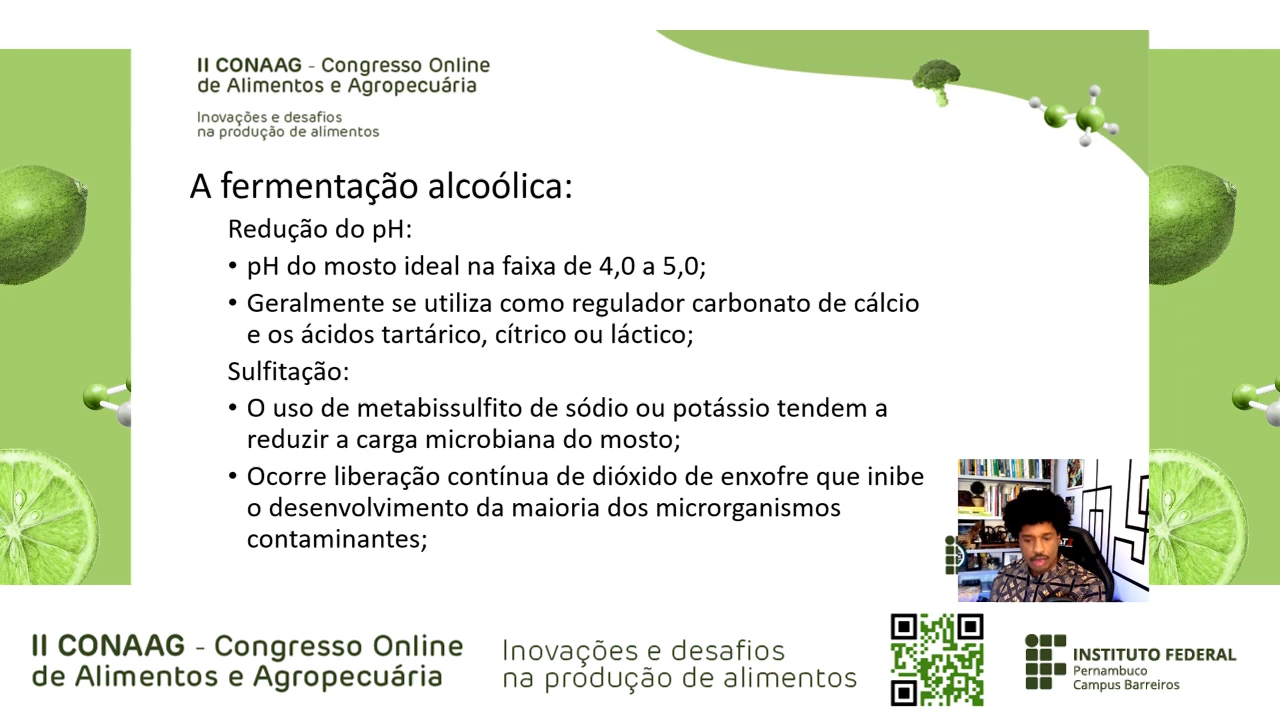 II CONAAG - Congresso Online
de Alimentos e Agropecuária
Inovações e desafios
na produção de alimentos
A fermentação alcoólica:
Redução do pH:
• pH do mosto ideal na faixa de 4,0 a 5,0;
• Geralmente se utiliza como regulador carbonato de cálcio
e os ácidos tartárico, cítrico ou láctico;
Sulfitação:
• O uso de metabissulfito de sódio ou potássio tendem a
reduzir a carga microbiana do mosto;
• Ocorre liberação contínua de dióxido de enxofre que inibe
o desenvolvimento da maioria dos microrganismos
contaminantes;
II CONAAG - Congresso Online
de Alimentos e Agropecuária
Inovações e desafios
na produção de alimentos
INSTITUTO FEDERAL
Pernambuco
Campus Barreiros